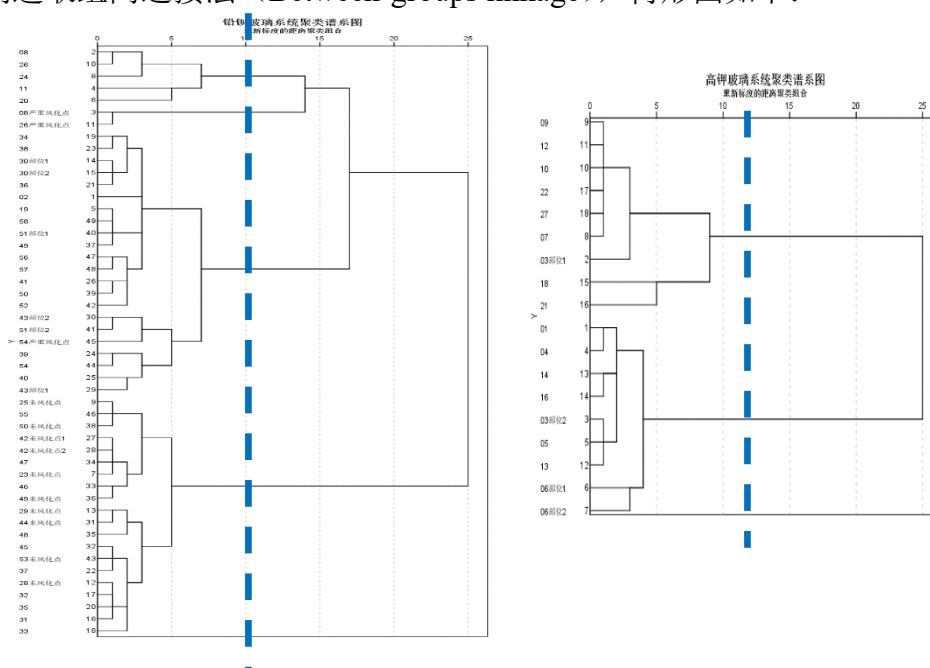 组间连接法（Between-groups linkage），
铅钡玻璃系统聚类谱系图
新标度的距离聚类组合
0 5 10 15 20 25
08 2
26 10
24 8
11 4
20 6
08严重风化点 3
26严重风化点 11
34 19
38 23
30部位1 14
30部位2 15
36 21
02 1
19 5
58 49
51部位1 40
49 37
56 47
57 48
41 26
50 39
52 42
43部位2 30
51部位2 41
Y
54严重风化点 45
39 24
54 44
40 25
43部位1 29
25未风化点 9
55 46
50未风化点 38
42未风化点1 27
42未风化点2 28
47 34
23未风化点 7
46 33
49未风化点 36
29未风化点 13
44未风化点 31
48 35
45 32
53未风化点 43
37 22
28未风化点 12
32 17
35 20
31 16
33 18
高钾玻璃系统聚类谱系图
重新标度的距离聚类组合
0 5 10 15 20 25
09 9
12 11
10 10
22 17
27 18
07 8
03部位1 2
18 15
21 16
Y
01 1
04 4
14 13
16 14
03部位2 3
05 5
13 12
06部位1 6
06部位2 7